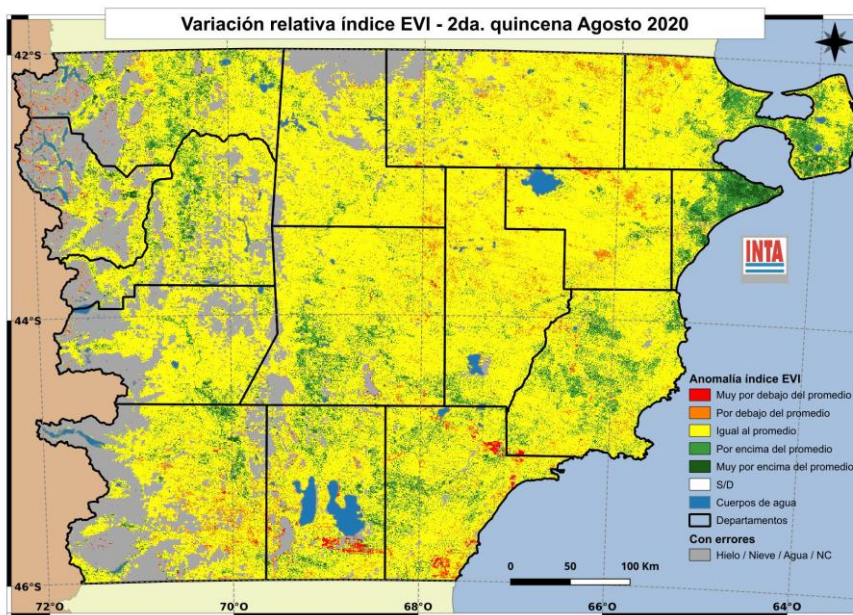 Variación relativa índice EVI - 2da. quincena Agosto 2020
42°S
44°S
46°S
72°O
70°O
68°O
66°O
64°O
INTA
Anomalía índice EVI
Muy por debajo del promedio
Por debajo del promedio
Igual al promedio
Por encima del promedio
Muy por encima del promedio
S/D
Cuerpos de agua
Departamentos
Con errores
Hielo / Nieve / Agua / NC
0 50 100 Km